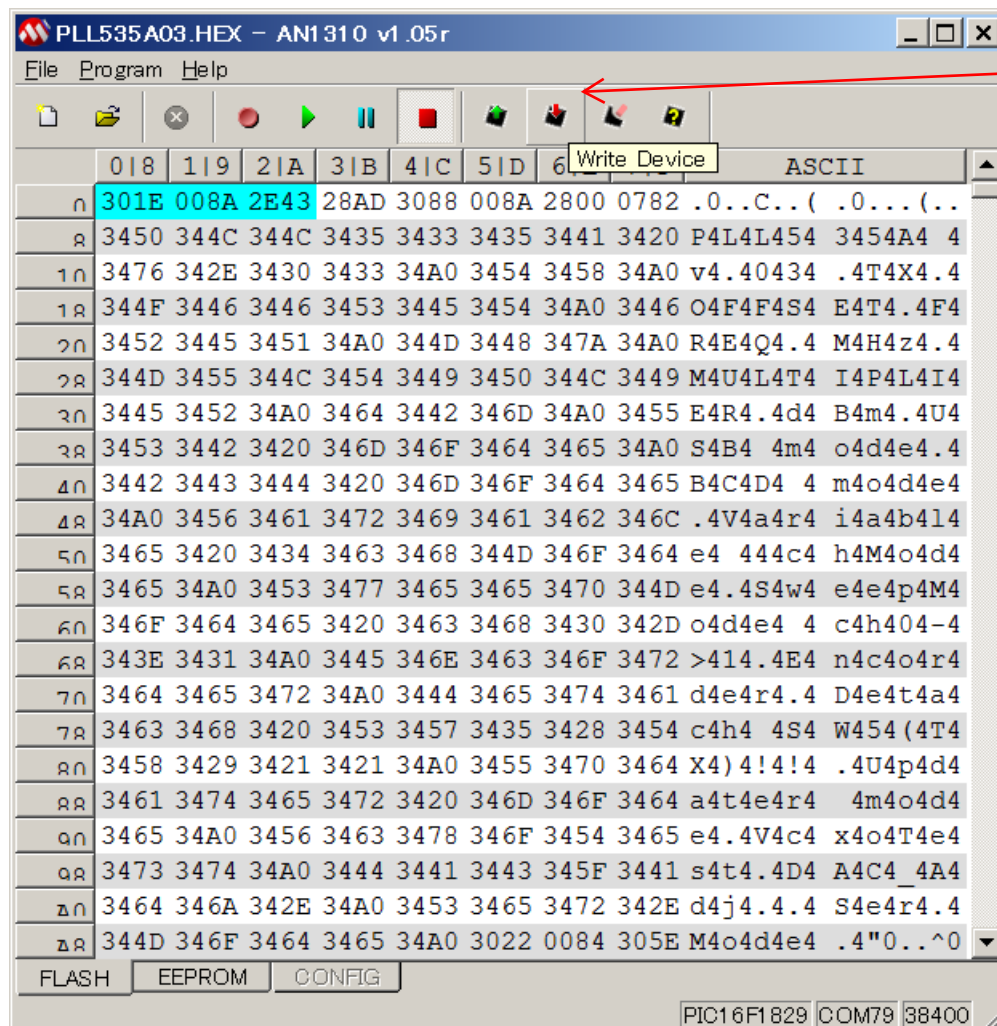 PLL535A03.HEX - AN1310 v1.05r
File Program Help
Write Device
0|8 1|9 2|A 3|B 4|C 5|D ASCII
0 301E 008A 2E43 28AD 3088 008A 2800 0782 .0..C..( .0...(..
8 3450 344C 344C 3435 3433 3435 3441 3420 P4L4L454 3454A4 4
10 3476 342E 3430 3433 34A0 3454 3458 34A0 v4.40434 .4T4X4.4
18 344F 3446 3446 3453 3445 3454 34A0 3446 O4F4F4S4 E4T4.4F4
20 3452 3445 3451 34A0 344D 3448 347A 34A0 R4E4Q4.4 M4H4z4.4
28 344D 3455 344C 3454 3449 3450 344C 3449 M4U4L4T4 I4P4L4I4
30 3445 3452 34A0 3464 3442 346D 34A0 3455 E4R4.4d4 B4m4.4U4
38 3453 3442 3420 346D 346F 3464 3465 34A0 S4B4 4m4 o4d4e4.4
40 3442 3443 3444 3420 346D 346F 3464 3465 B4C4D4 4 m4o4d4e4
48 34A0 3456 3461 3472 3469 3461 3462 346C .4V4a4r4 i4a4b4l4
50 3465 3420 3434 3463 3468 344D 346F 3464 e4 444c4 h4M4o4d4
58 3465 34A0 3453 3477 3465 3465 3470 344D e4.4S4w4 e4e4p4M4
60 346F 3464 3465 3420 3463 3468 3430 342D o4d4e4 4 c4h404-4
68 343E 3431 34A0 3445 346E 3463 346F 3472 >414.4E4 n4c4o4r4
70 3464 3465 3472 34A0 3444 3465 3474 3461 d4e4r4.4 D4e4t4a4
78 3463 3468 3420 3453 3457 3435 3428 3454 c4h4 4S4 W454(4T4
80 3458 3429 3421 3421 34A0 3455 3470 3464 X4)4!4!4 .4U4p4d4
88 3461 3474 3465 3472 3420 346D 346F 3464 a4t4e4r4  4m4o4d4
90 3465 34A0 3456 3463 3478 346F 3454 3465 e4.4V4c4 x4o4T4e4
98 3473 3474 34A0 3444 3441 3443 345F 3441 s4t4.4D4 A4C4_4A4
A0 3464 346A 342E 34A0 3453 3465 3472 342E d4j4.4.4 S4e4r4.4
A8 344D 346F 3464 3465 34A0 3022 0084 305E M4o4d4e4 .4"0..^0
FLASH EEPROM CONFIG
PIC16F1829 COM79 38400